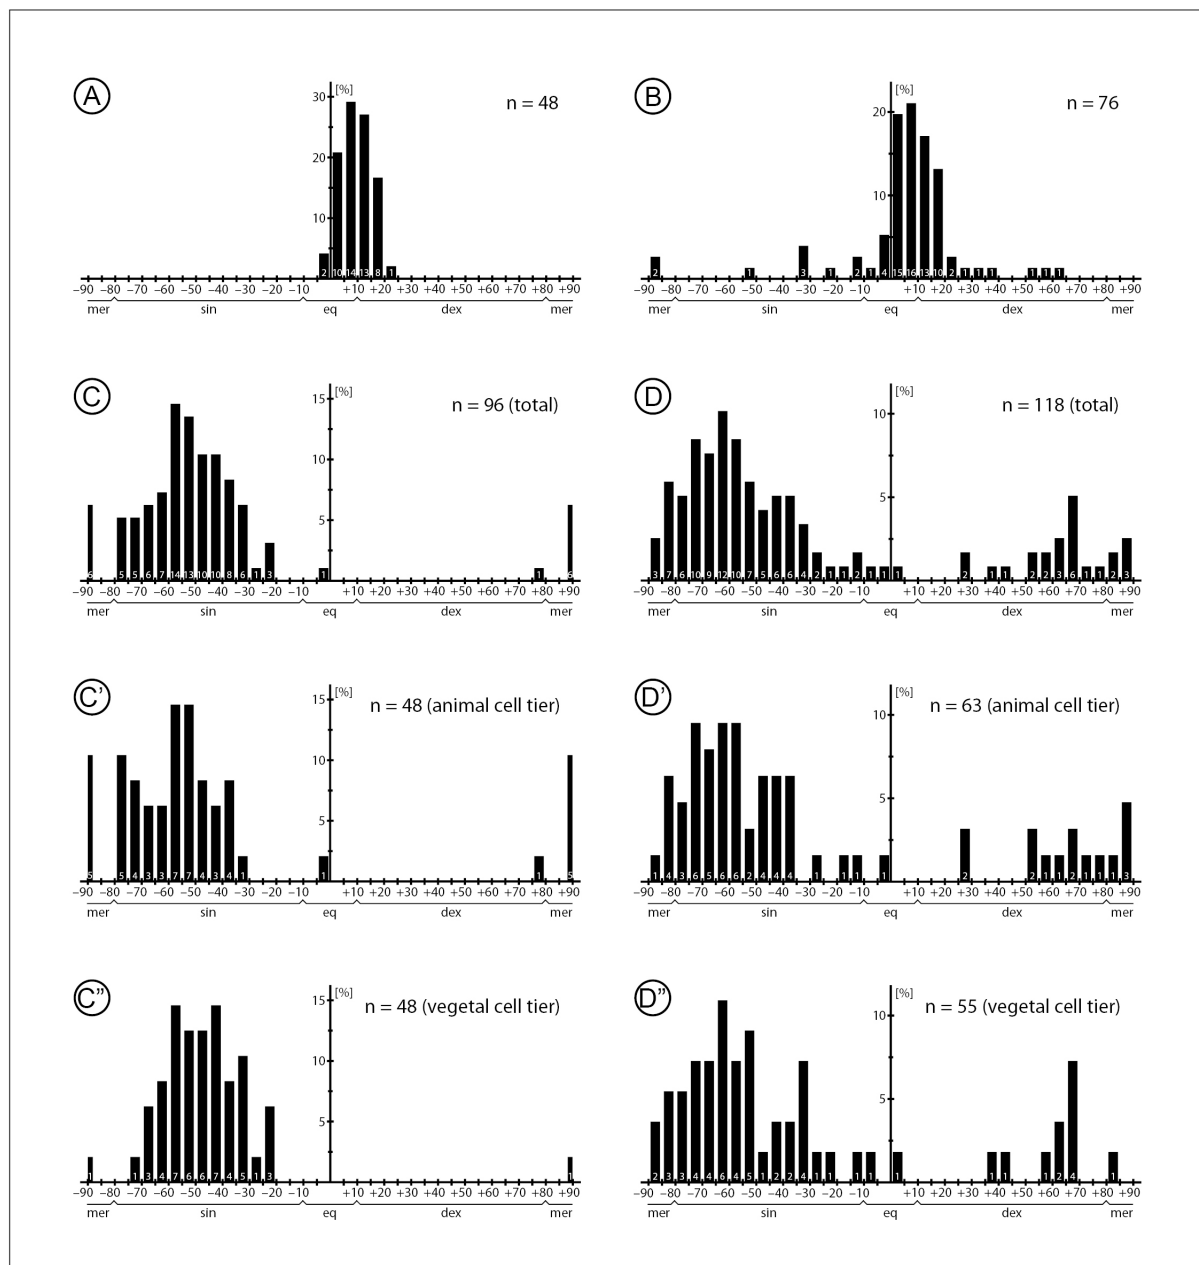 A
[%]
n = 48
30
20
10
2 10 14 13 8 1
–90 –80 –70 –60 –50 –40 –30 –20 –10 +10 +20 +30 +40 +50 +60 +70 +80 +90
mer sin eq dex mer
B
[%]
n = 76
20
10
2 1 3 1 2 1 4 15 16 13 10 2 1 1 1 1 1 1
–90 –80 –70 –60 –50 –40 –30 –20 –10 +10 +20 +30 +40 +50 +60 +70 +80 +90
mer sin eq dex mer
C
[%]
n = 96 (total)
15
10
5
6 5 5 6 7 14 13 10 10 8 6 1 3 1 1 6
–90 –80 –70 –60 –50 –40 –30 –20 –10 +10 +20 +30 +40 +50 +60 +70 +80 +90
mer sin eq dex mer
D
[%]
n = 118 (total)
10
5
3 7 6 10 9 12 10 7 5 6 6 4 2 1 1 2 1 1 1 2 1 1 2 2 3 6 1 1 2 3
–90 –80 –70 –60 –50 –40 –30 –20 –10 +10 +20 +30 +40 +50 +60 +70 +80 +90
mer sin eq dex mer
C’
[%]
n = 48 (animal cell tier)
15
10
5
5 5 4 3 3 7 7 4 3 4 1 1 1 5
–90 –80 –70 –60 –50 –40 –30 –20 –10 +10 +20 +30 +40 +50 +60 +70 +80 +90
mer sin eq dex mer
D’
[%]
n = 63 (animal cell tier)
10
5
1 4 3 6 5 6 6 2 4 4 4 1 1 1 1 2 2 1 1 2 1 1 1 3
–90 –80 –70 –60 –50 –40 –30 –20 –10 +10 +20 +30 +40 +50 +60 +70 +80 +90
mer sin eq dex mer
C”
[%]
n = 48 (vegetal cell tier)
15
10
5
1 1 3 4 7 6 6 7 4 5 1 3 1
–90 –80 –70 –60 –50 –40 –30 –20 –10 +10 +20 +30 +40 +50 +60 +70 +80 +90
mer sin eq dex mer
D”
[%]
n = 55 (vegetal cell tier)
10
5
2 3 3 4 4 6 4 5 1 2 2 4 1 1 1 1 1 1 1 1 2 4 1
–90 –80 –70 –60 –50 –40 –30 –20 –10 +10 +20 +30 +40 +50 +60 +70 +80 +90
mer sin eq dex mer